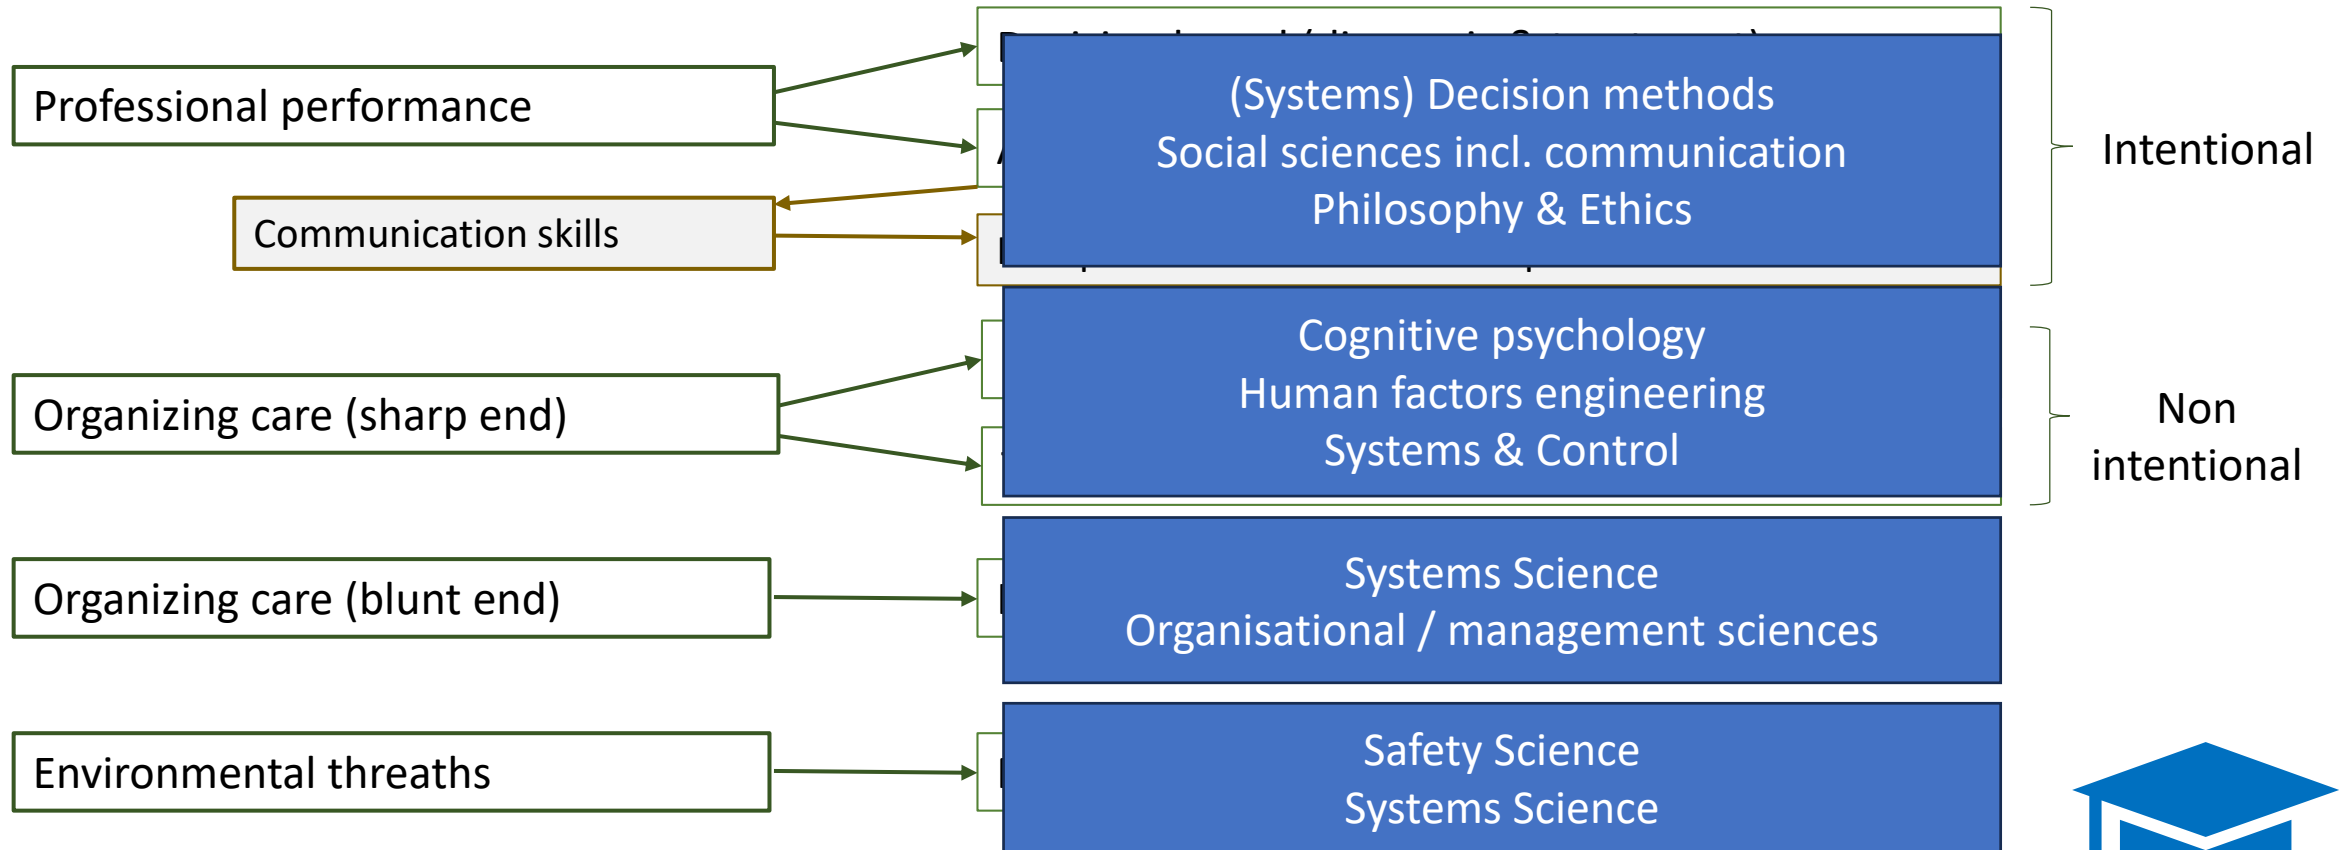 Professional performance
(Systems) Decision methods
Social sciences incl. communication
Philosophy & Ethics
Intentional
Communication skills
Organizing care (sharp end)
Cognitive psychology
Human factors engineering
Systems & Control
Non
intentional
Organizing care (blunt end)
Systems Science
Organisational / management sciences
Environmental threaths
Safety Science
Systems Science